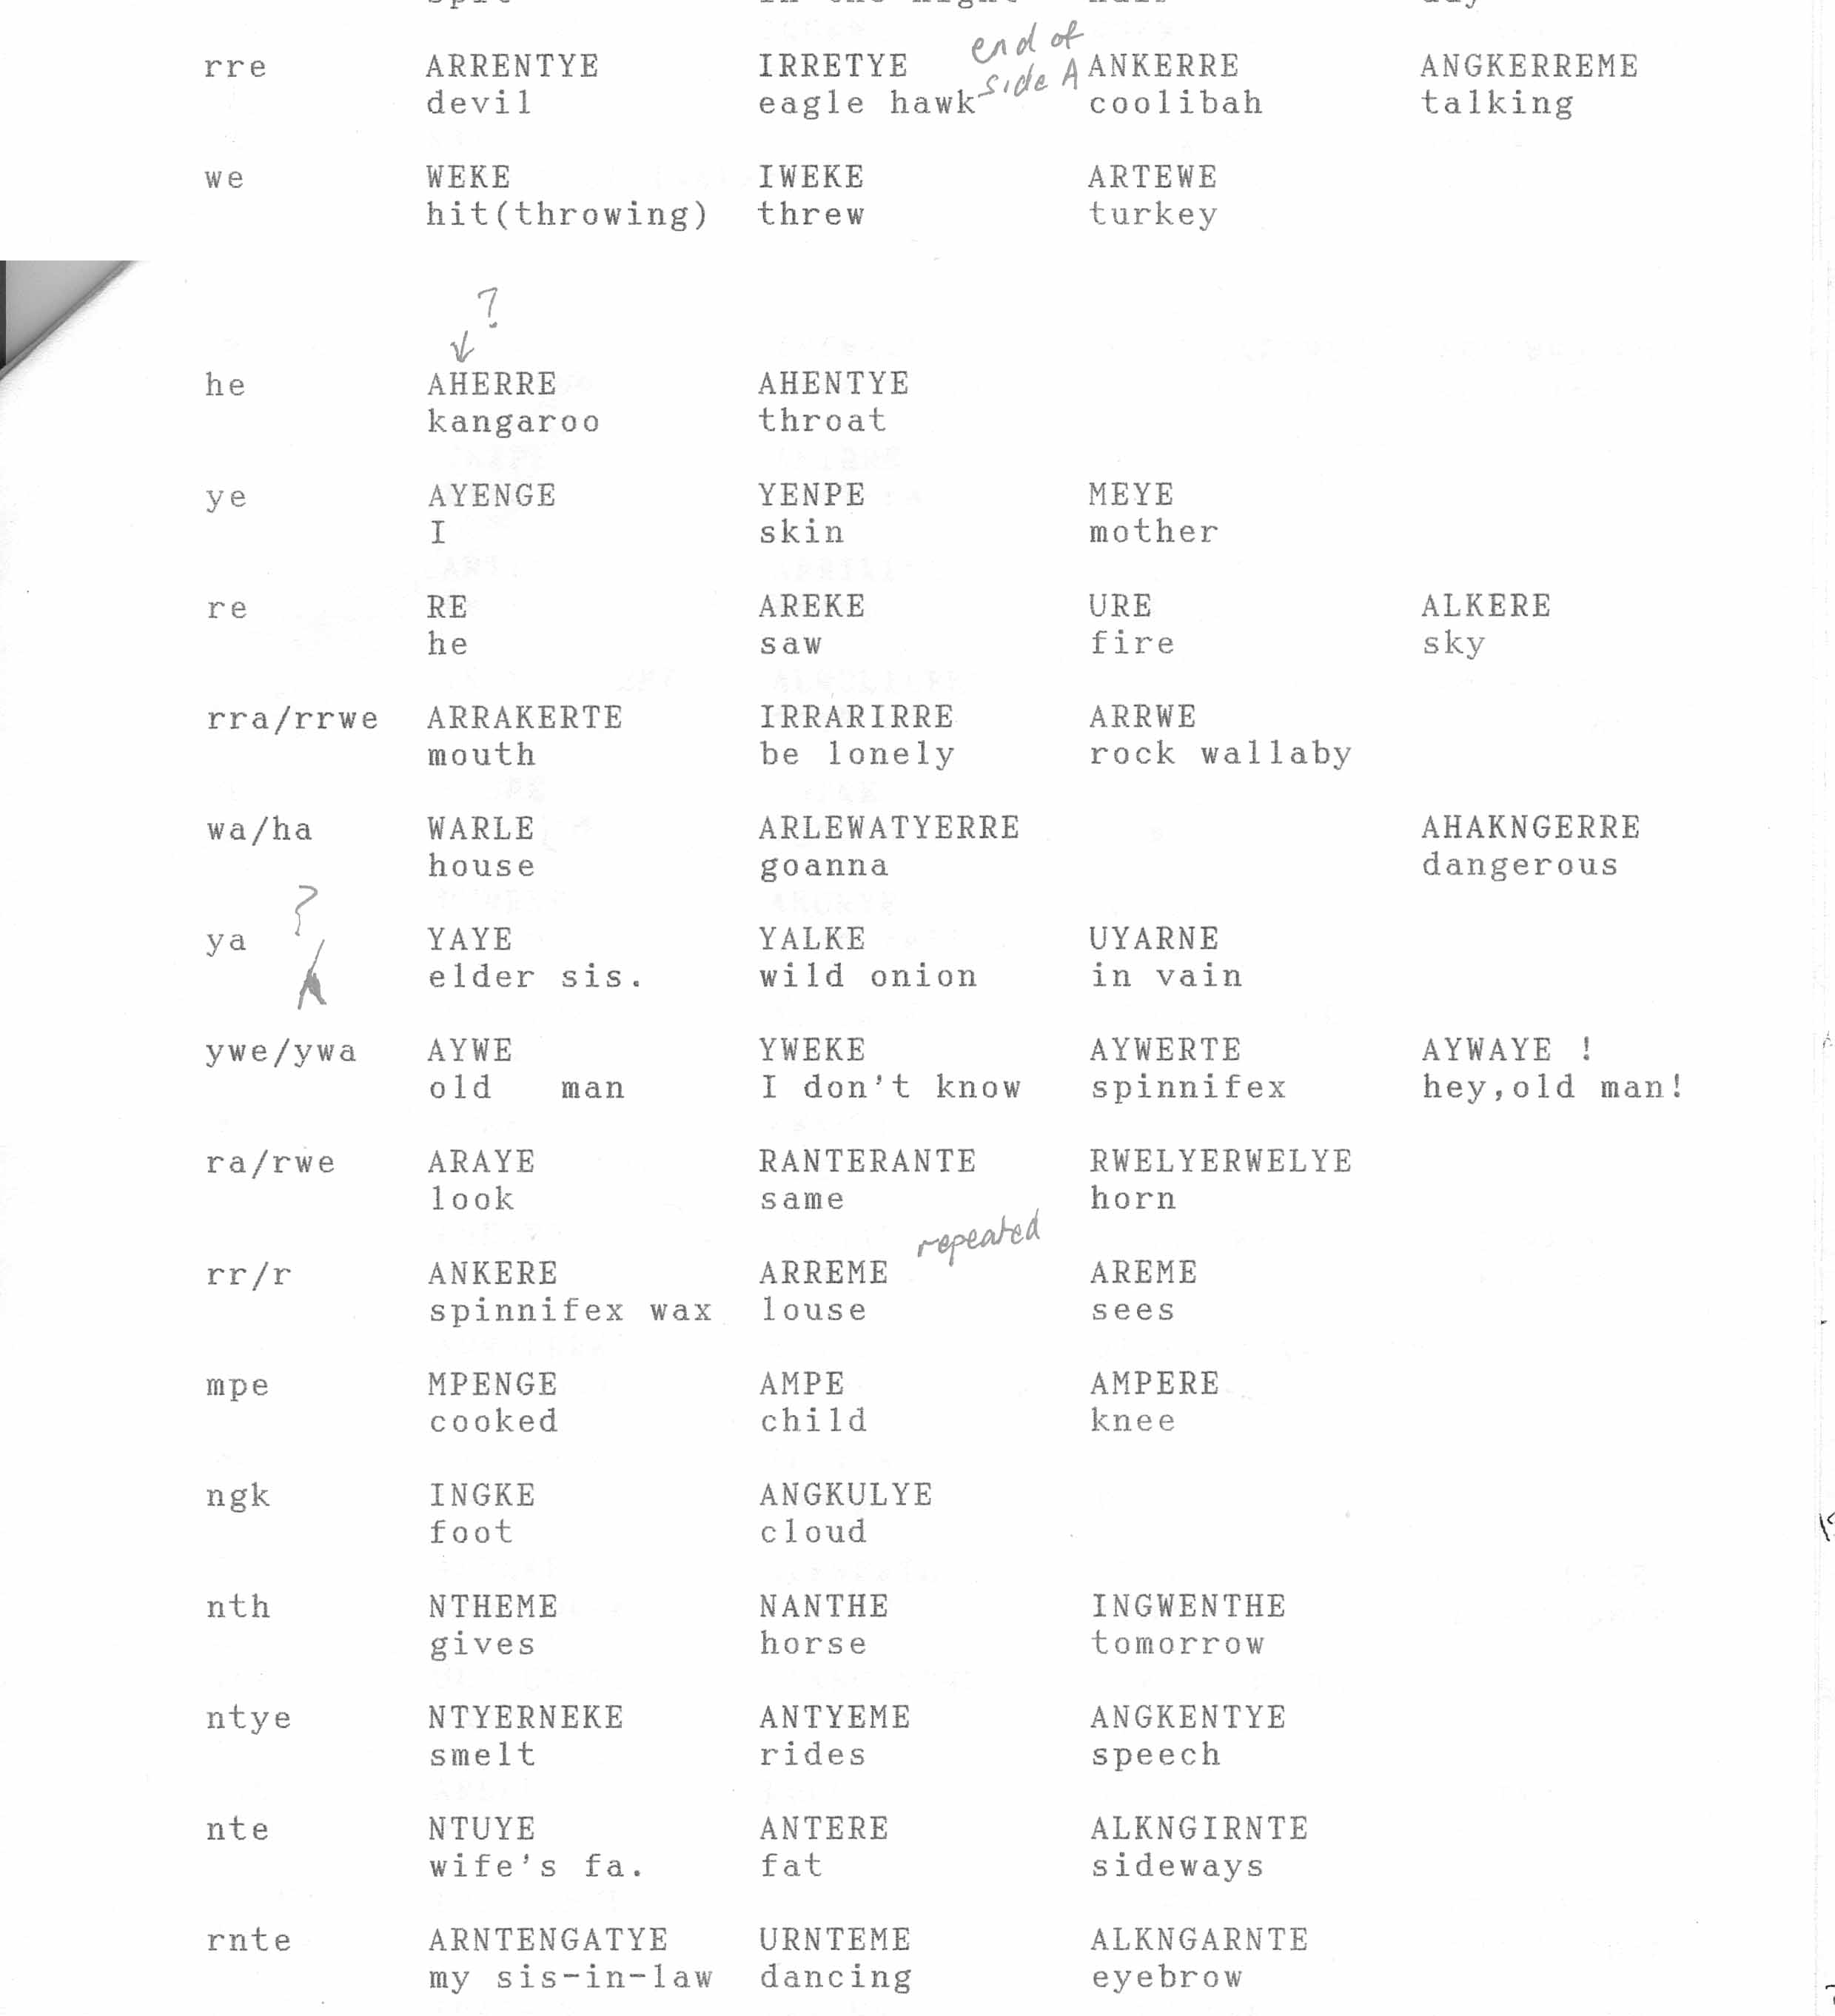 end of
rre ARRENTYE IRRETYE side A ANKERRE ANGKERREME
devil eagle hawk coolibah talking
we WEKE IWEKE ARTEWE
hit(throwing) threw turkey
?
he AHERRE AHENTYE
kangaroo throat
ye AYENGE YENPE MEYE
I skin mother
re RE AREKE URE ALKERE
he saw fire sky
rra/rrwe ARRAKERTE IRRARIRRE ARRWE
mouth be lonely rock wallaby
wa/ha WARLE ARLEWATYERRE AHAKNGERRE
house goanna dangerous
?
ya YAYE YALKE UYARNE
elder sis. wild onion in vain
ywe/ywa AYWE YWEKE AYWERTE AYWAYE !
old man I don't know spinnifex hey,old man!
ra/rwe ARAYE RANTERANTE RWELYERWELYE
look same horn
repeated
rr/r ANKERE ARREME AREME
spinnifex wax louse sees
mpe MPENGE AMPE AMPERE
cooked child knee
ngk INGKE ANGKULYE
foot cloud
nth NTHEME NANTHE INGWENTHE
gives horse tomorrow
ntye NTYERNEKE ANTYEME ANGKENTYE
smelt rides speech
nte NTUYE ANTERE ALKNGIRNTE
wife's fa. fat sideways
rnte ARNTENGATYE URNTEME ALKNGARNTE
my sis-in-law dancing eyebrow